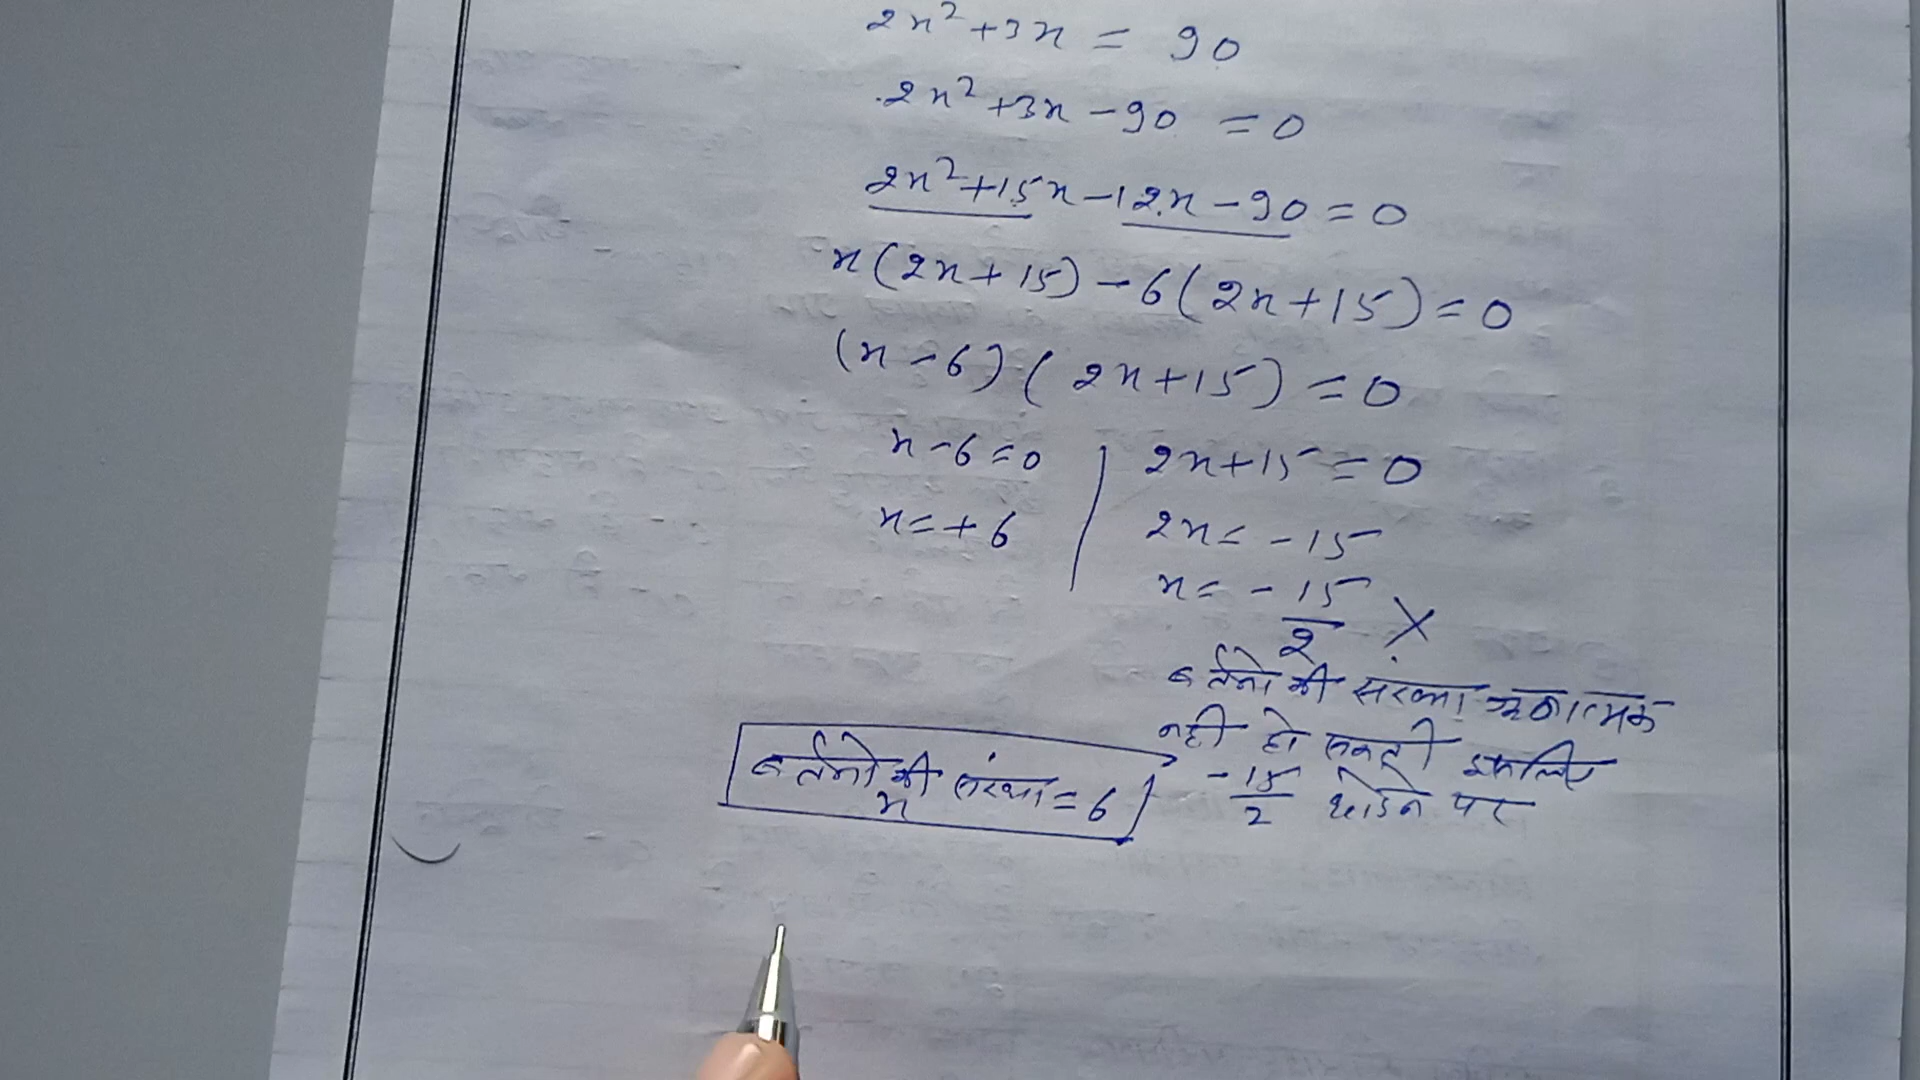 2x² + 3x = 90
2x² + 3x - 90 = 0
2x² + 15x - 12x - 90 = 0
x(2x + 15) - 6(2x + 15) = 0
(x - 6)(2x + 15) = 0
x - 6 = 0
x = +6
2x + 15 = 0
2x = -15
x = -15/2 ×
बर्तनो की संख्या ऋणात्मक
नही हो सकती इसलिए
-15/2 छोडने पर
बर्तनो की संख्या = 6
x